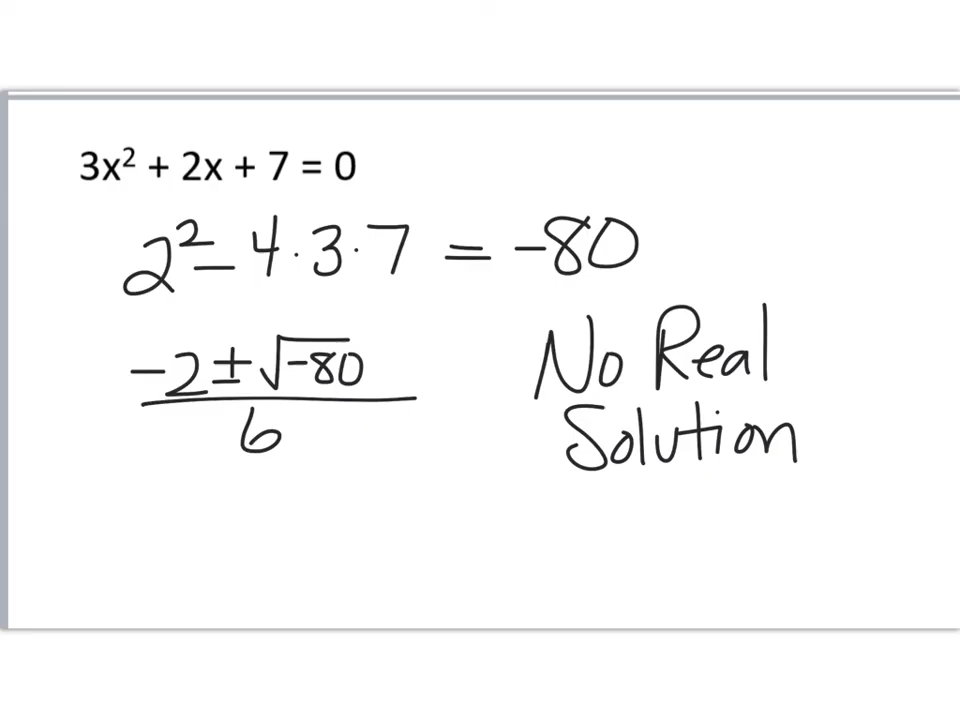 3x² + 2x + 7 = 0
2² - 4 · 3 · 7 = -80
-2 ± √-80
6
No Real
Solution